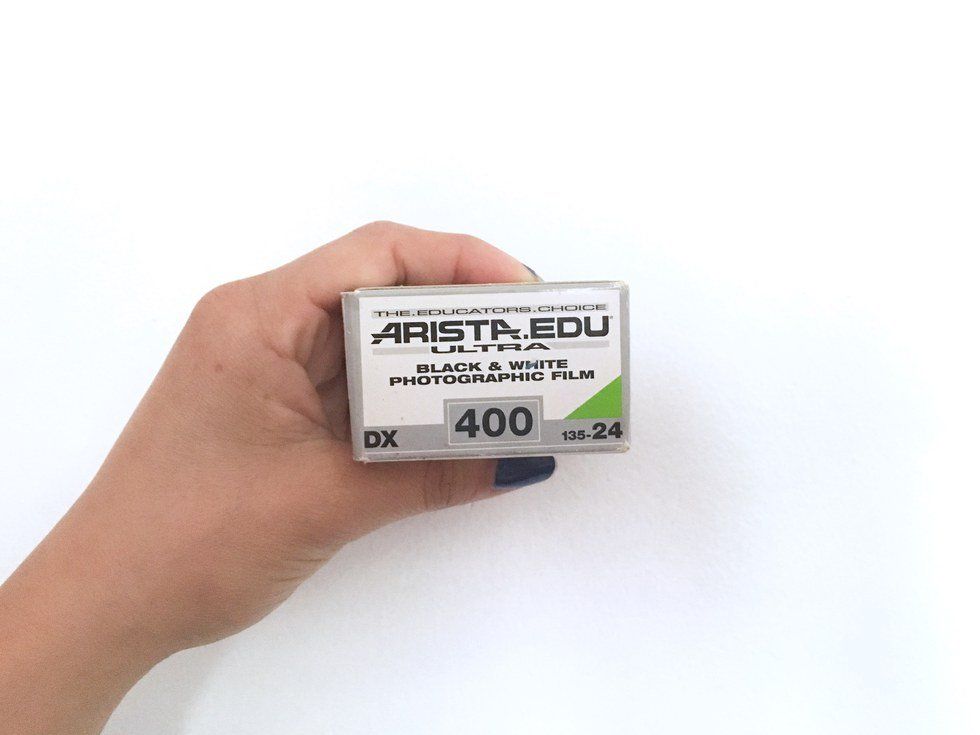 THE.EDUCATORS.CHOICE
ARISTA.EDU
ULTRA
BLACK & WHITE
PHOTOGRAPHIC FILM
400
DX
135-24